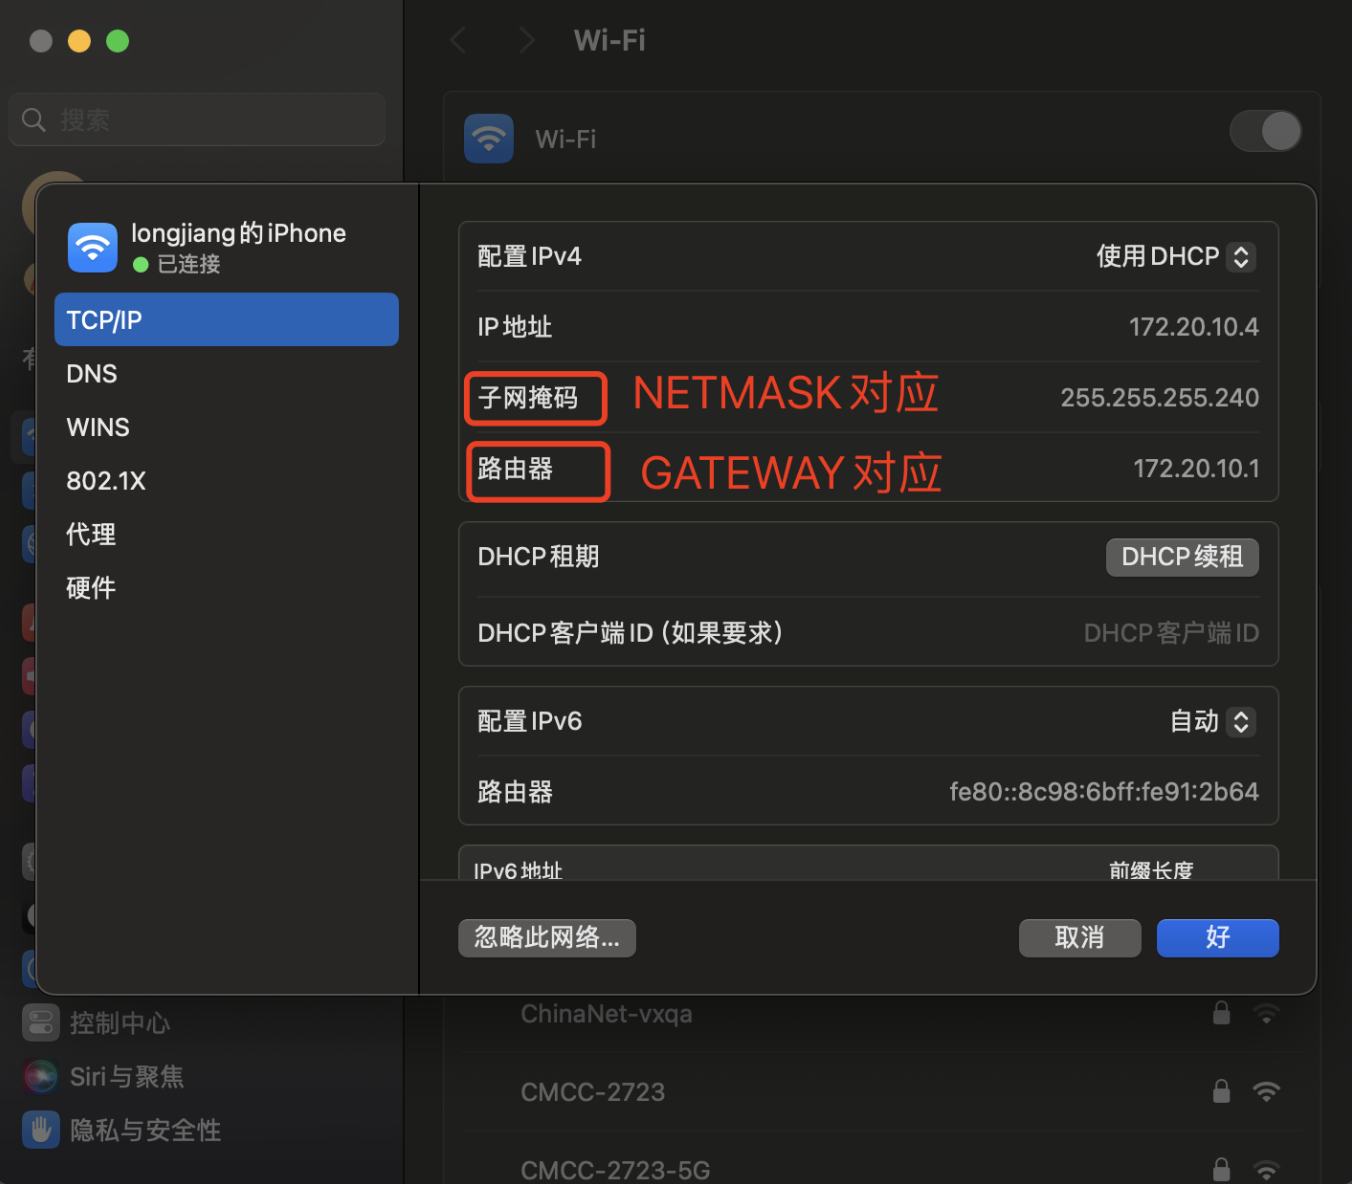 Wi-Fi
搜索
Wi-Fi
longjiang的iPhone
已连接
TCP/IP
DNS
WINS
802.1X
代理
硬件
配置IPv4
使用DHCP
IP地址
172.20.10.4
子网掩码
NETMASK对应
255.255.255.240
路由器
GATEWAY对应
172.20.10.1
DHCP租期
DHCP续租
DHCP客户端ID（如果要求）
DHCP客户端ID
配置IPv6
自动
路由器
fe80::8c98:6bff:fe91:2b64
IPv6地址
前缀长度
忽略此网络...
取消
好
有
控制中心
Siri与聚焦
隐私与安全性
ChinaNet-vxqa
CMCC-2723
CMCC-2723-5G